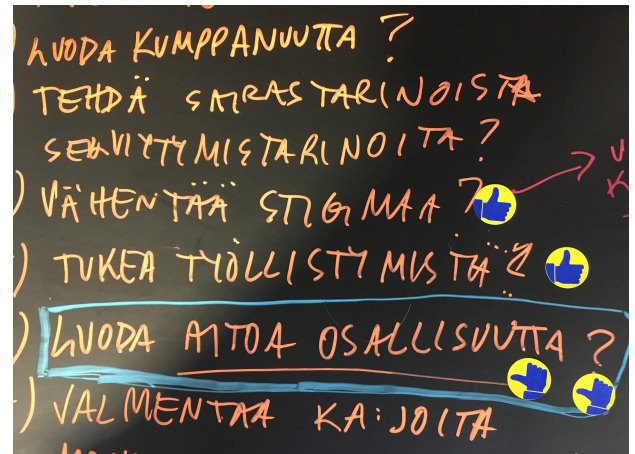 ) LUODA KUMPPANUUTTA ?
) TEHDÄ SAIRASTARINOISTA
SELVIYTYMISTARINOITA ?
) VÄHENTÄÄ STIGMAA ?
) TUKEA TYÖLLISTYMISTÄ ?
) LUODA AITOA OSALLISUUTTA ?
) VALMENTAA KA:JOITA